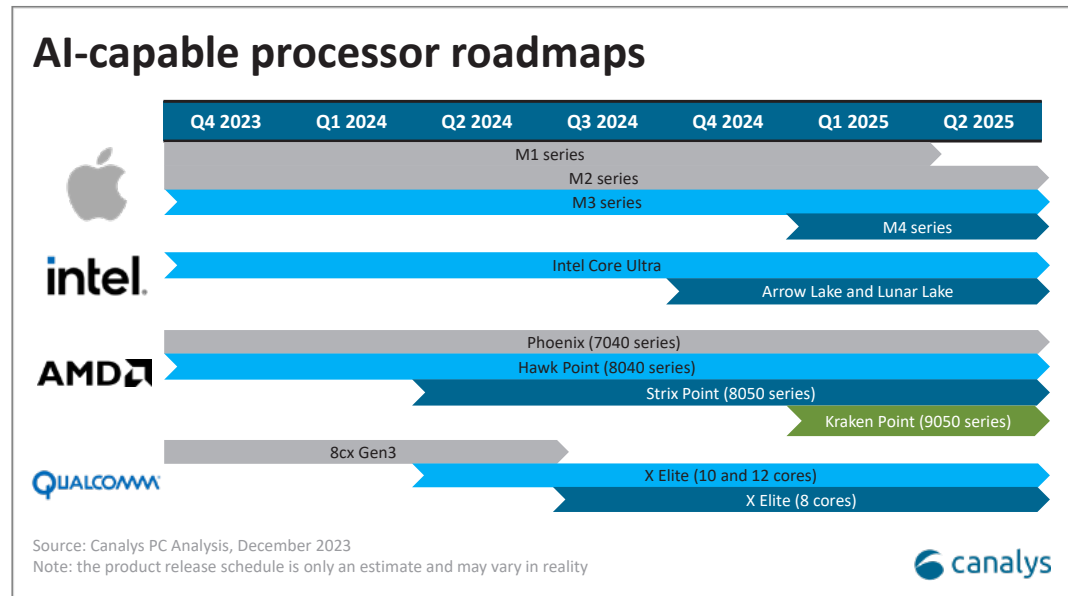 AI-capable processor roadmaps
Q4 2023 Q1 2024 Q2 2024 Q3 2024 Q4 2024 Q1 2025 Q2 2025
M1 series
M2 series
M3 series
M4 series
intel.
Intel Core Ultra
Arrow Lake and Lunar Lake
AMD
Phoenix (7040 series)
Hawk Point (8040 series)
Strix Point (8050 series)
Kraken Point (9050 series)
Qualcomm
8cx Gen3
X Elite (10 and 12 cores)
X Elite (8 cores)
Source: Canalys PC Analysis, December 2023
Note: the product release schedule is only an estimate and may vary in reality
canalys